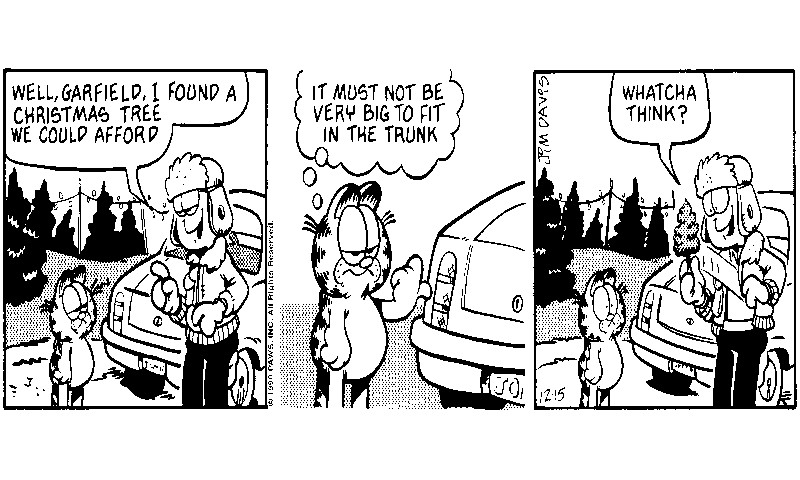 WELL, GARFIELD, I FOUND A
CHRISTMAS TREE
WE COULD AFFORD
IT MUST NOT BE
VERY BIG TO FIT
IN THE TRUNK
JO
WHATCHA
THINK?
JIM DAVIS
12-15